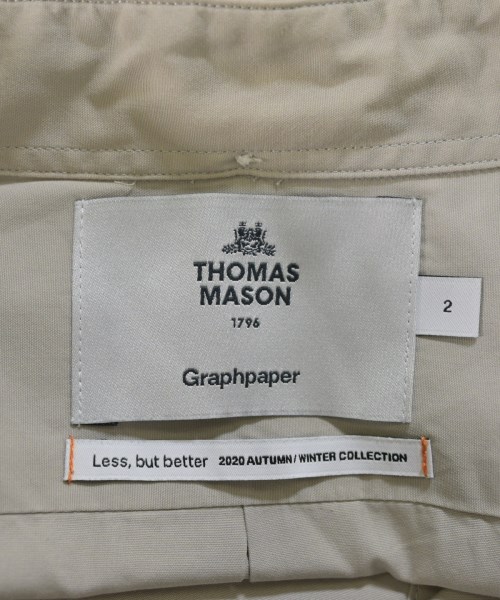 THOMAS
MASON
1796
Graphpaper
2
Less, but better 2020 AUTUMN/WINTER COLLECTION